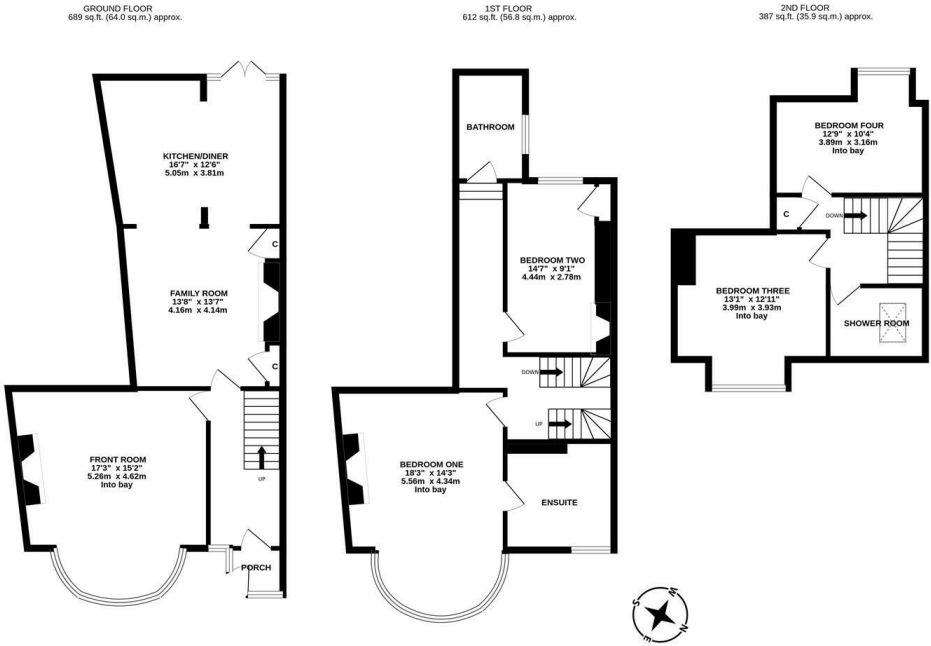 GROUND FLOOR
689 sq.ft. (64.0 sq.m.) approx.
KITCHEN/DINER
16'7" x 12'6"
5.05m x 3.81m
C
FAMILY ROOM
13'8" x 13'7"
4.16m x 4.14m
C
FRONT ROOM
17'3" x 15'2"
5.26m x 4.62m
Into bay
UP
PORCH
1ST FLOOR
612 sq.ft. (56.8 sq.m.) approx.
BATHROOM
BEDROOM TWO
14'7" x 9'1"
4.44m x 2.78m
DOWN
UP
BEDROOM ONE
18'3" x 14'3"
5.56m x 4.34m
Into bay
ENSUITE
2ND FLOOR
387 sq.ft. (35.9 sq.m.) approx.
BEDROOM FOUR
12'9" x 10'4"
3.89m x 3.16m
Into bay
C
DOWN
BEDROOM THREE
13'1" x 12'11"
3.99m x 3.93m
Into bay
SHOWER ROOM
S
W
N
E